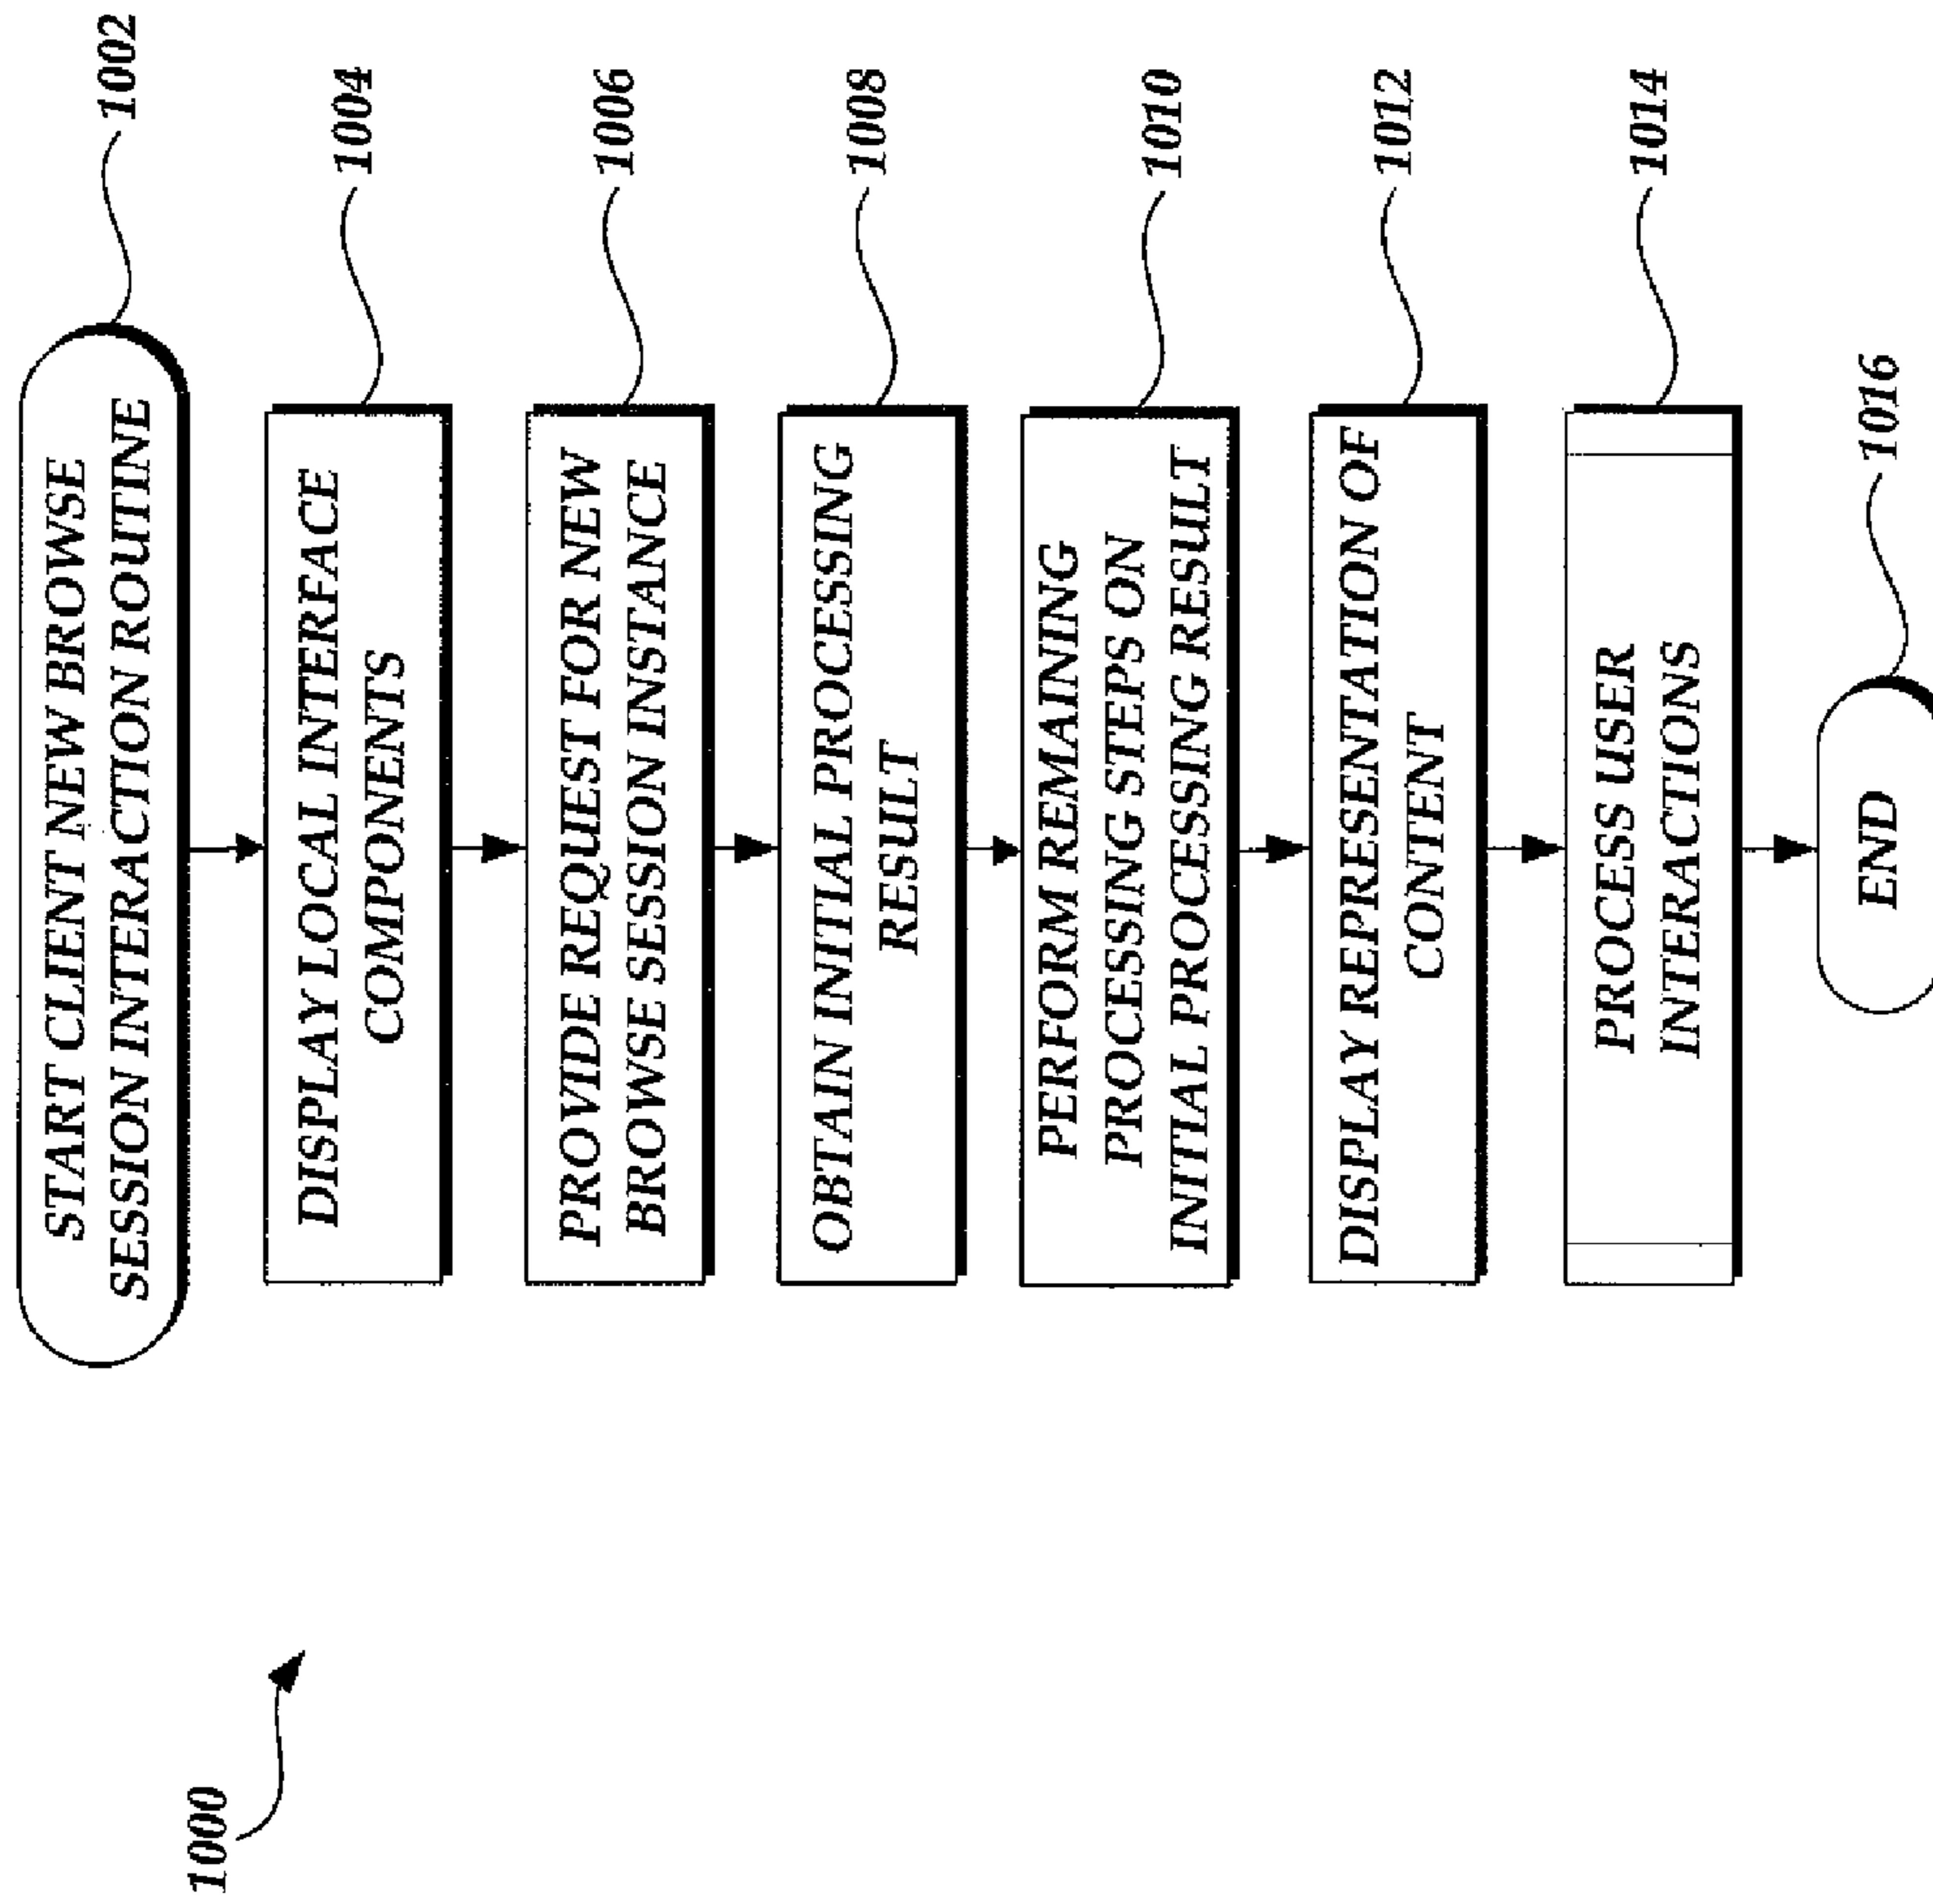 1000
START CLIENT NEW BROWSE
SESSION INTERACTION ROUTINE
1002
DISPLAY LOCAL INTERFACE
COMPONENTS
1004
PROVIDE REQUEST FOR NEW
BROWSE SESSION INSTANCE
1006
OBTAIN INITIAL PROCESSING
RESULT
1008
PERFORM REMAINING
PROCESSING STEPS ON
INITIAL PROCESSING RESULT
1010
DISPLAY REPRESENTATION OF
CONTENT
1012
PROCESS USER
INTERACTIONS
1014
END
1016